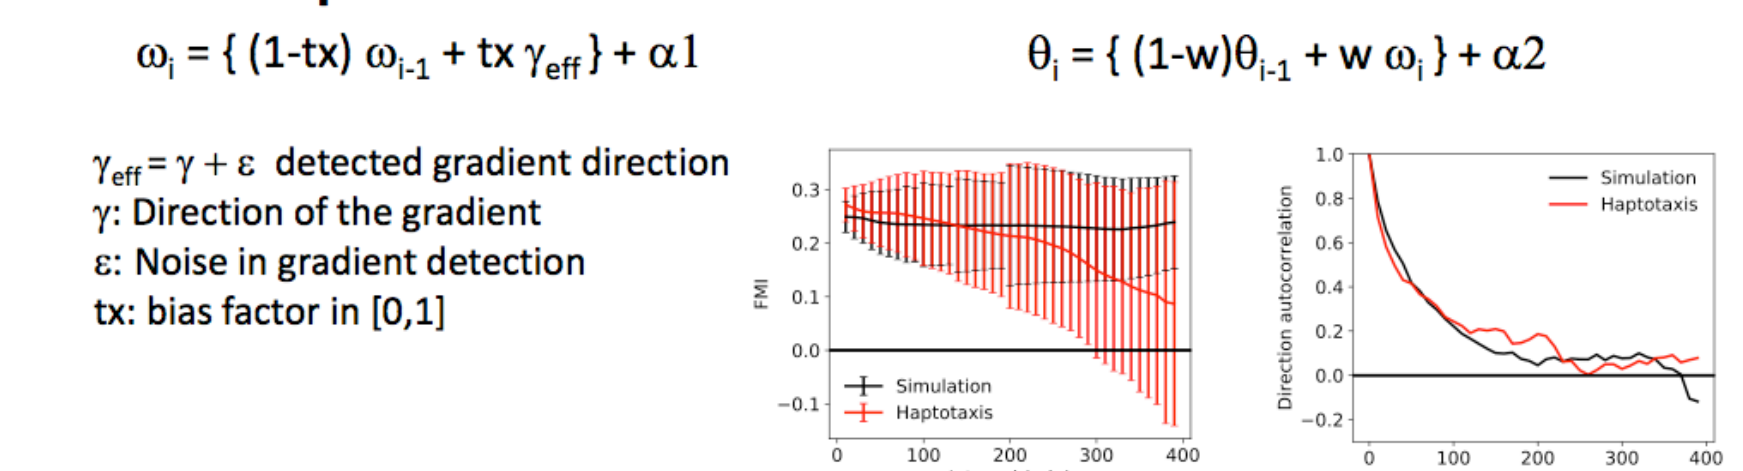 ωi = { (1-tx) ωi-1 + tx γeff } + α1
θi = { (1-w)θi-1 + w ωi } + α2
γeff = γ + ε detected gradient direction
γ: Direction of the gradient
ε: Noise in gradient detection
tx: bias factor in [0,1]
FMI
0.3
0.2
0.1
0.0
−0.1
Simulation
Haptotaxis
0 100 200 300 400
Direction autocorrelation
1.0
0.8
0.6
0.4
0.2
0.0
−0.2
Simulation
Haptotaxis
0 100 200 300 400